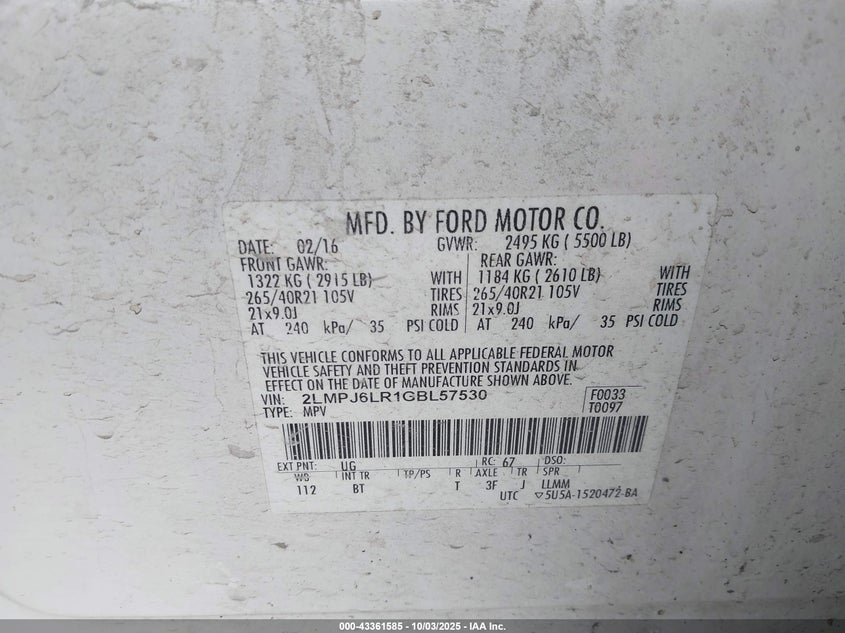 MFD. BY FORD MOTOR CO.
DATE: 02/16 GVWR: 2495 KG ( 5500 LB)
FRONT GAWR: REAR GAWR:
1322 KG ( 2915 LB) WITH 1184 KG ( 2610 LB) WITH
265/40R21 105V TIRES 265/40R21 105V TIRES
21x9.0J RIMS 21x9.0J RIMS
AT 240 kPa/ 35 PSI COLD AT 240 kPa/ 35 PSI COLD
THIS VEHICLE CONFORMS TO ALL APPLICABLE FEDERAL MOTOR
VEHICLE SAFETY AND THEFT PREVENTION STANDARDS IN
EFFECT ON THE DATE OF MANUFACTURE SHOWN ABOVE.
VIN: 2LMPJ6LR1GBL57530 F0033
TYPE: MPV T0097
EXT PNT: UG RC: 67 DSO:
WB INT TR TP/PS R AXLE TR SPR
112 BT T 3F J LLMM
UTC ▽5U5A-1520472-BA
000-43361585 - 10/03/2025 - IAA Inc.